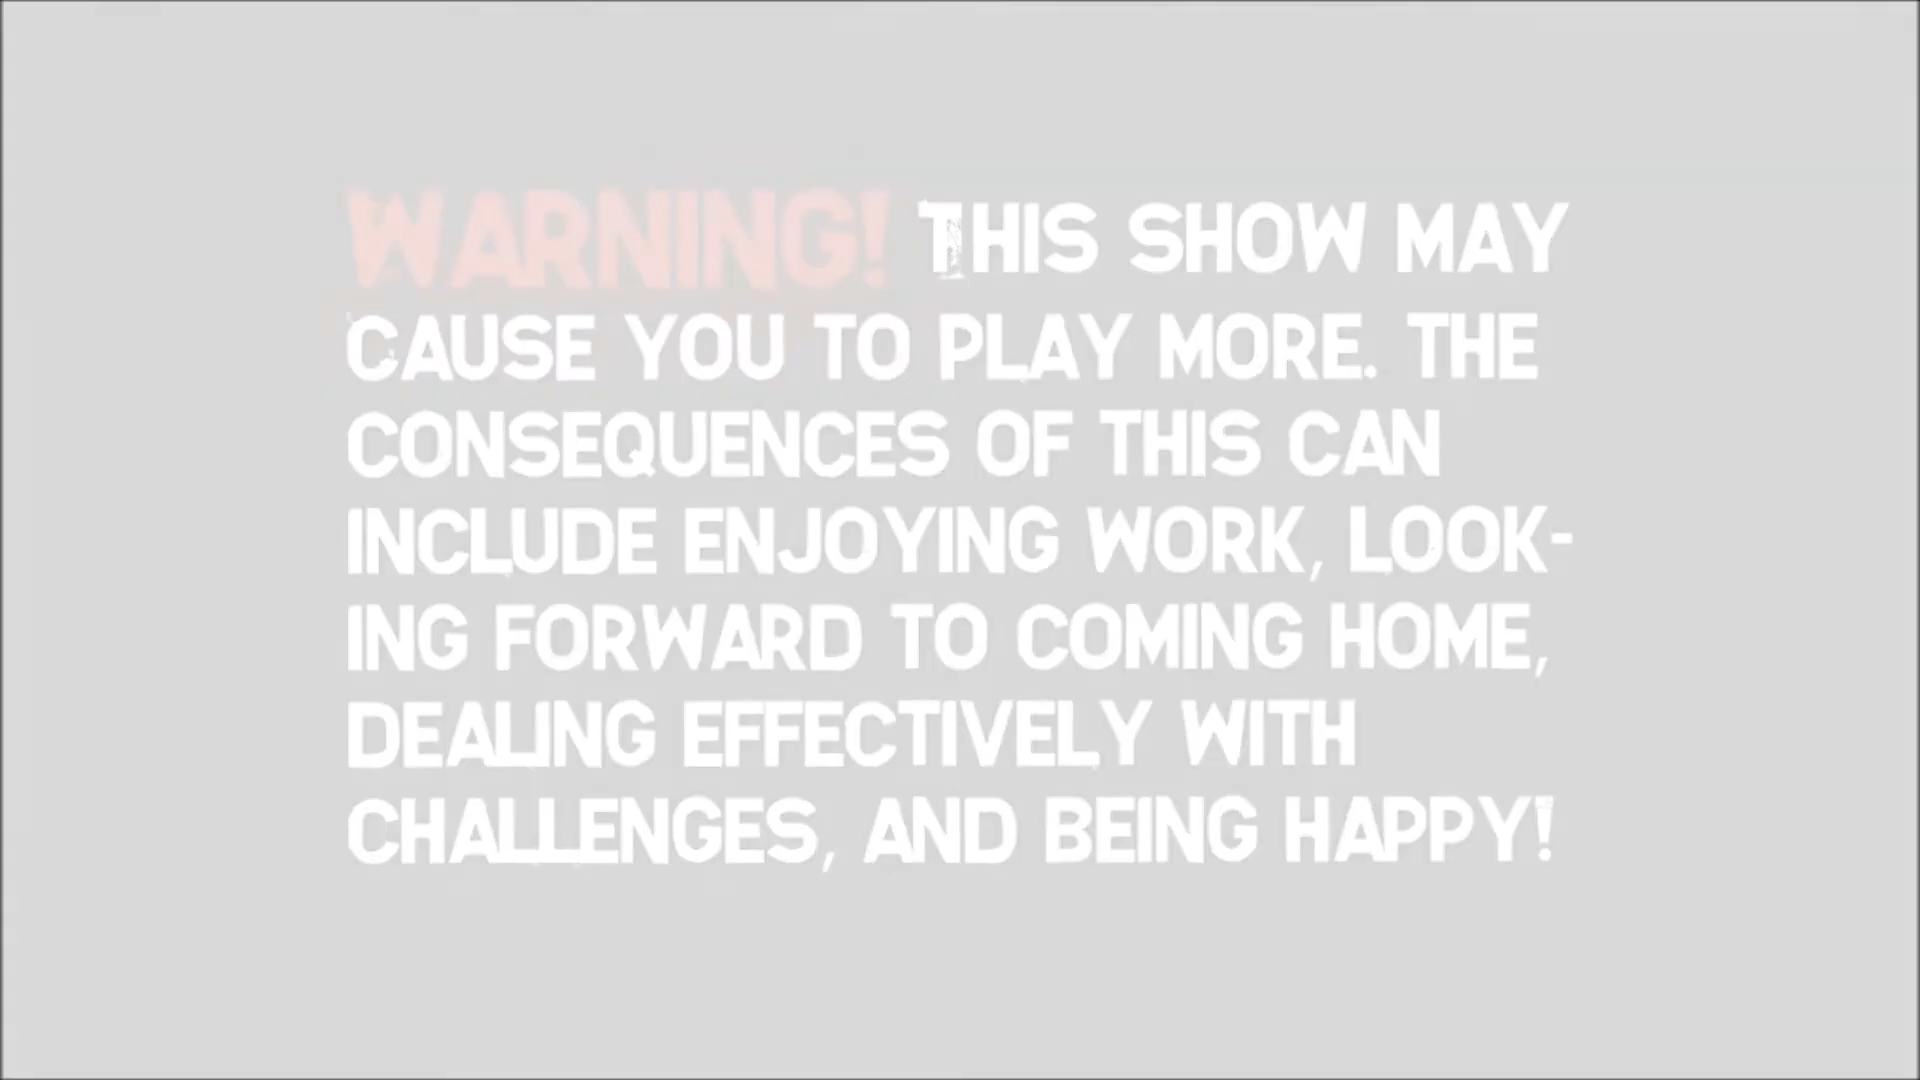 WARNING! THIS SHOW MAY
CAUSE YOU TO PLAY MORE. THE
CONSEQUENCES OF THIS CAN
INCLUDE ENJOYING WORK, LOOK-
ING FORWARD TO COMING HOME,
DEALING EFFECTIVELY WITH
CHALLENGES, AND BEING HAPPY!